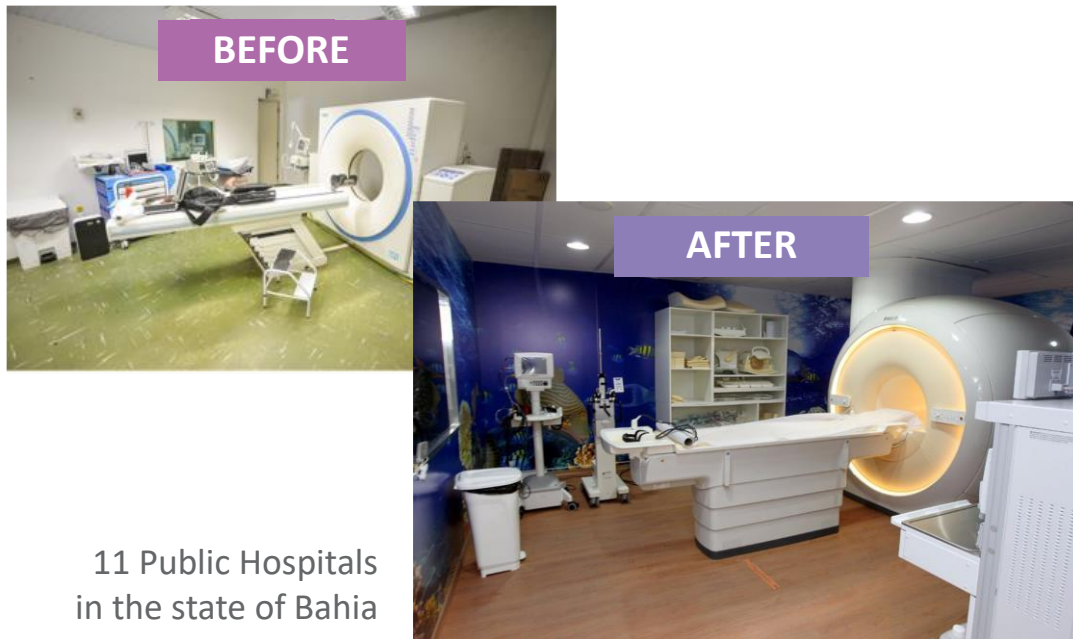 BEFORE
AFTER
11 Public Hospitals
in the state of Bahia